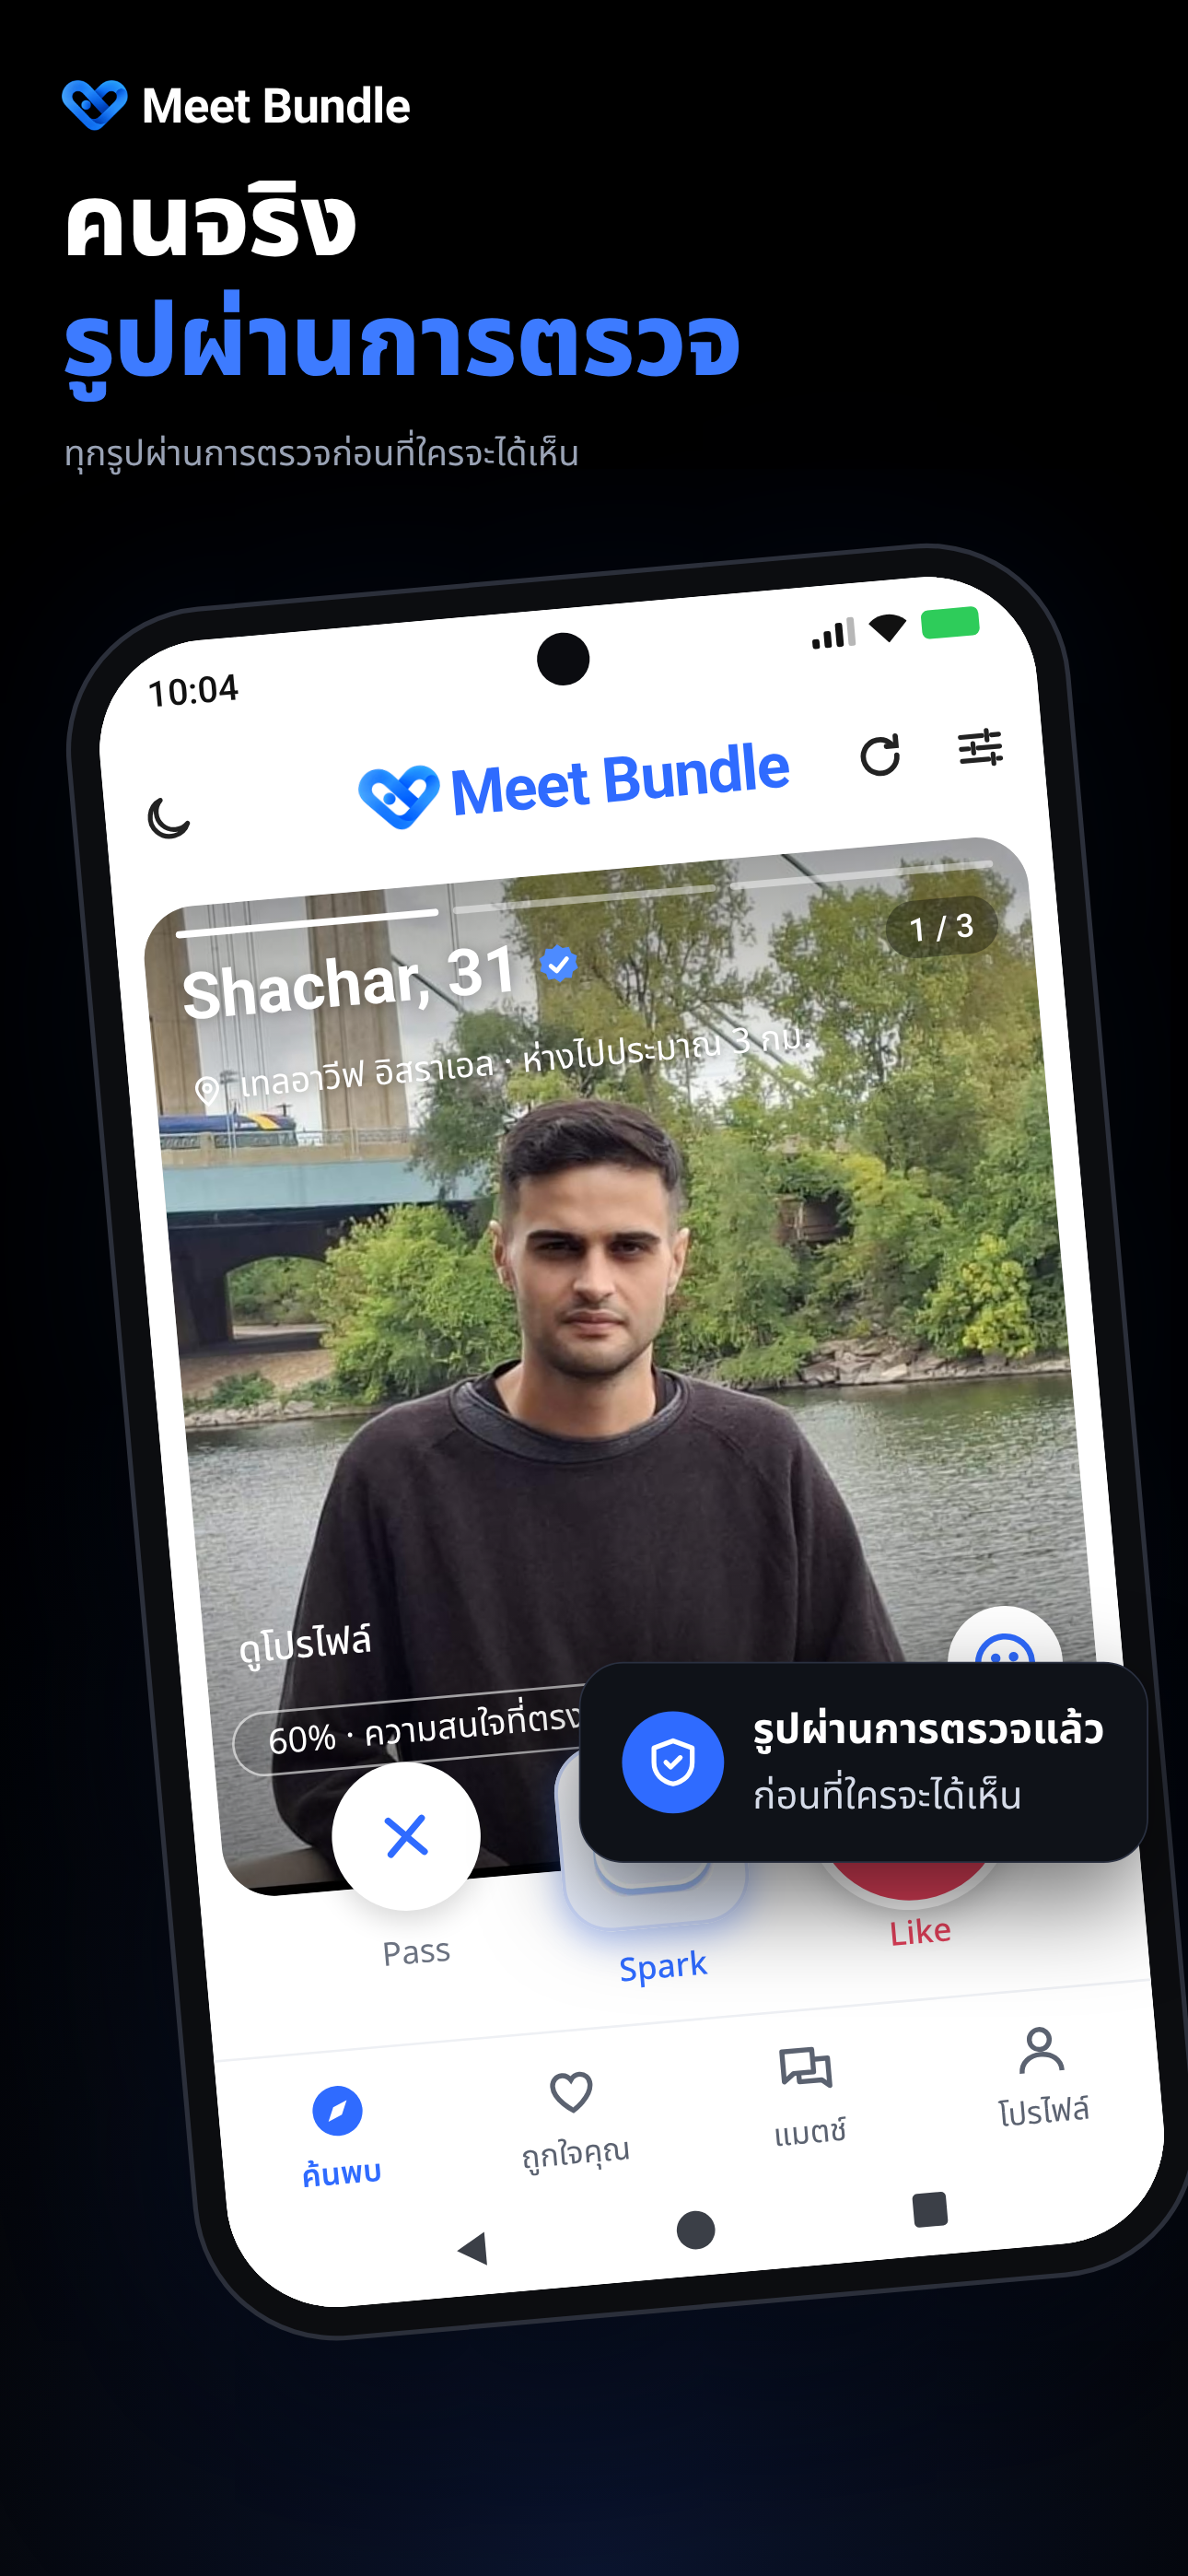 Meet Bundle
คนจริง
รูปผ่านการตรวจ
ทุกรูปผ่านการตรวจก่อนที่ใครจะได้เห็น
10:04
Meet Bundle
1 / 3
Shachar, 31
เทลอาวีฟ อิสราเอล · ห่างไปประมาณ 3 กม.
ดูโปรไฟล์
60% · ความสนใจที่ตรง
รูปผ่านการตรวจแล้ว
ก่อนที่ใครจะได้เห็น
Pass
Spark
Like
ค้นพบ
ถูกใจคุณ
แมตช์
โปรไฟล์